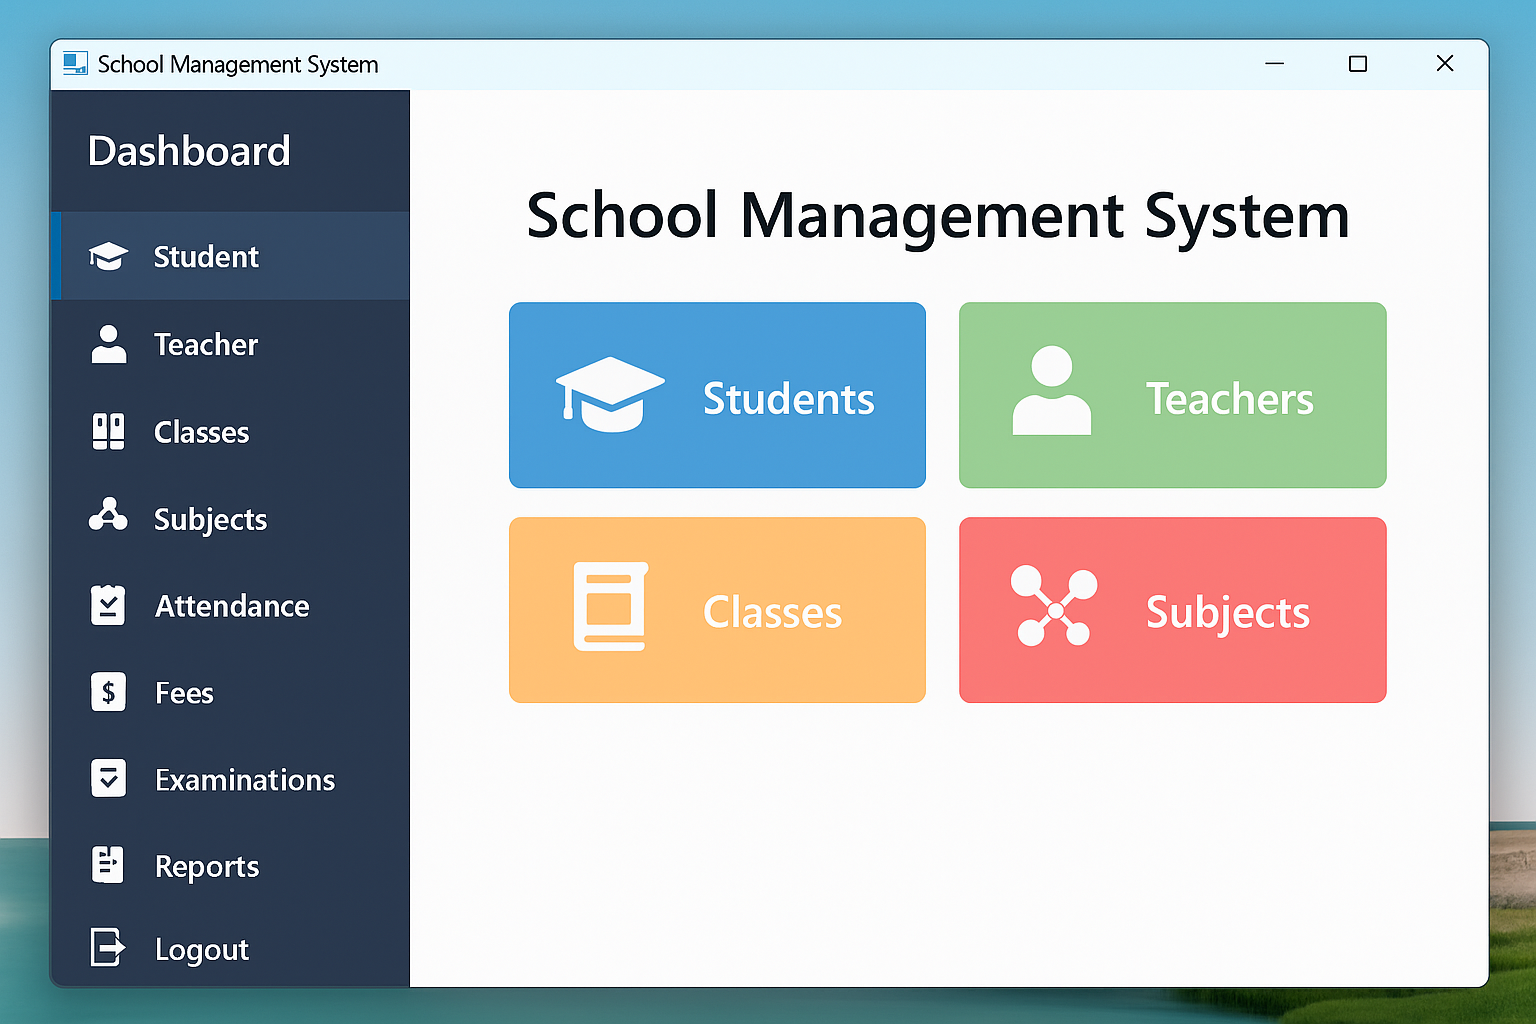 School Management System
Dashboard
Student
Teacher
Classes
Subjects
Attendance
$
Fees
Examinations
Reports
Logout
School Management System
Students
Teachers
Classes
Subjects